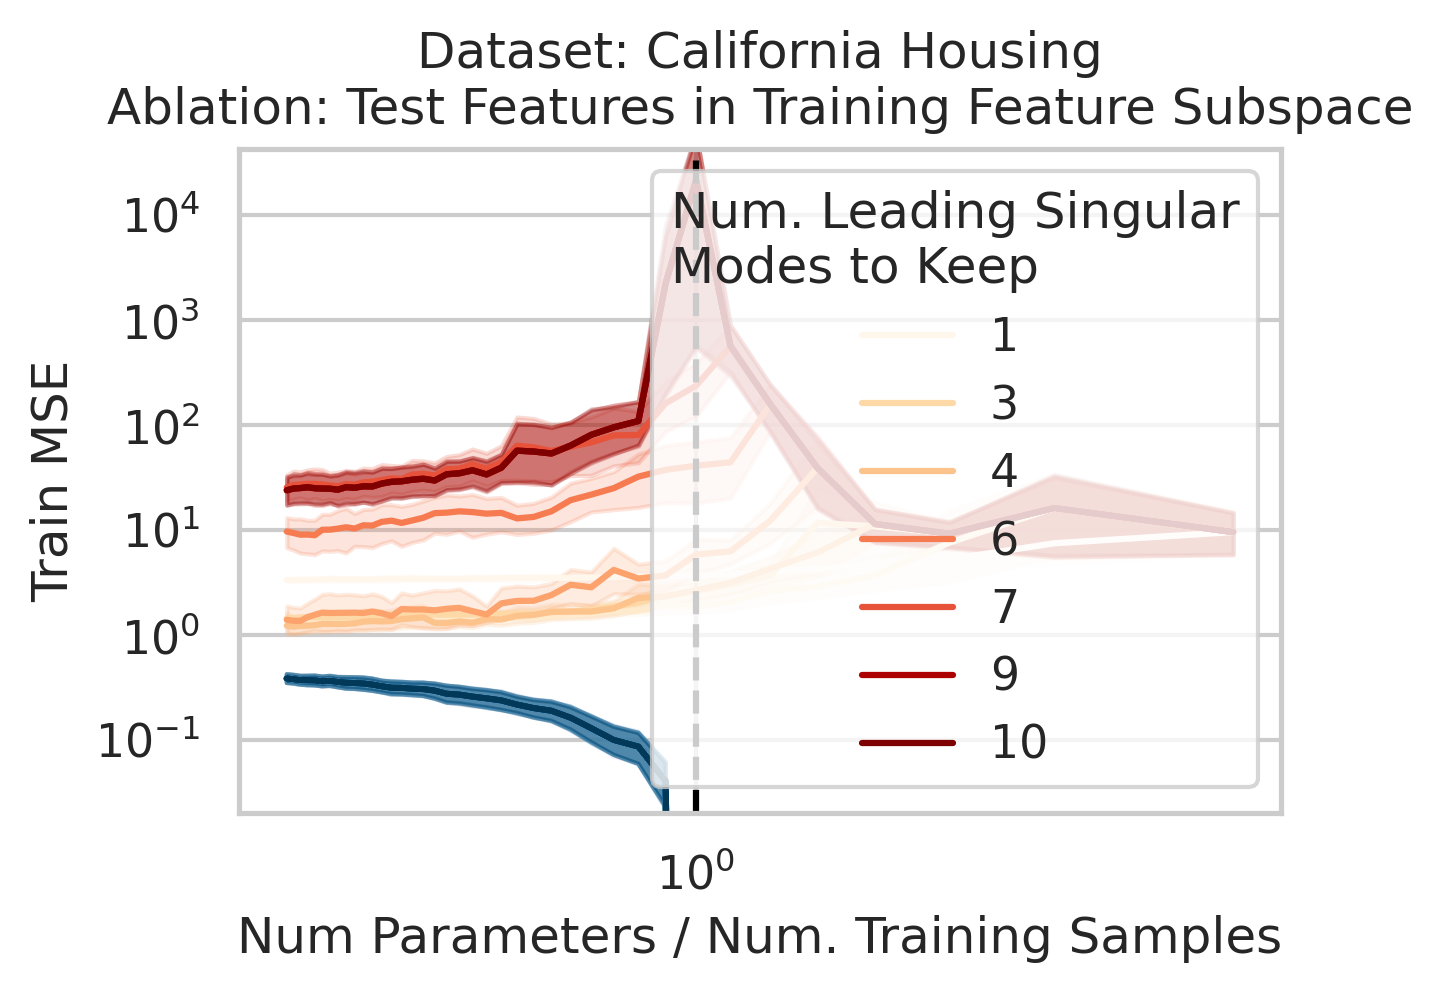 Dataset: California Housing
Ablation: Test Features in Training Feature Subspace
Train MSE
10⁴
10³
10²
10¹
10⁰
10⁻¹
Num. Leading Singular
Modes to Keep
1
3
4
6
7
9
10
10⁰
Num Parameters / Num. Training Samples